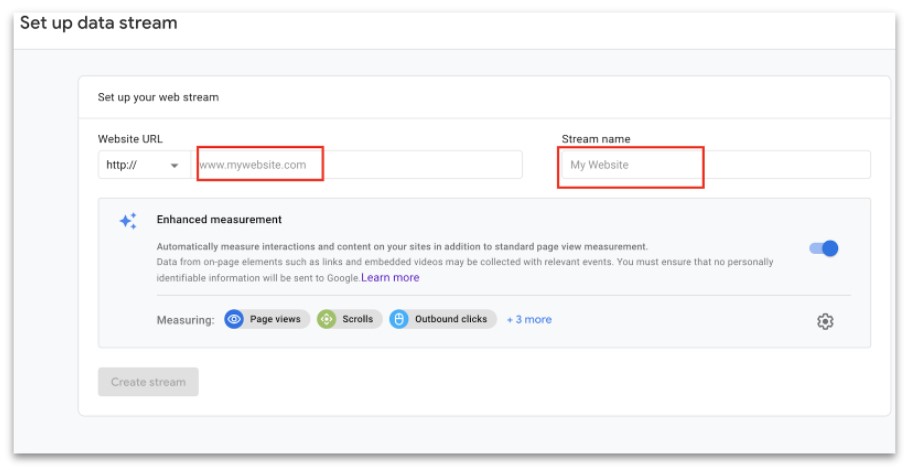 Set up data stream
Set up your web stream
Website URL
Stream name
http://
www.mywebsite.com
My Website
Enhanced measurement
Automatically measure interactions and content on your sites in addition to standard page view measurement.
Data from on-page elements such as links and embedded videos may be collected with relevant events. You must ensure that no personally
identifiable information will be sent to Google.Learn more
Measuring: Page views Scrolls Outbound clicks + 3 more
Create stream